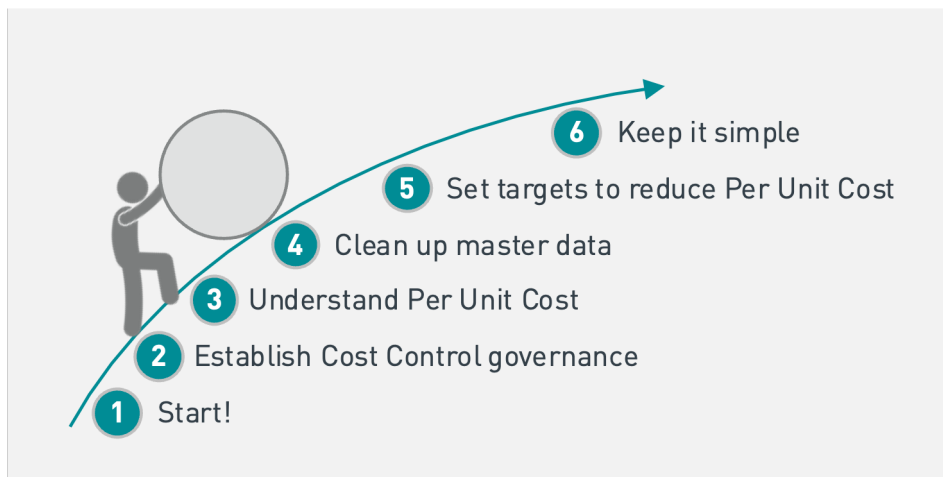 6 Keep it simple
5 Set targets to reduce Per Unit Cost
4 Clean up master data
3 Understand Per Unit Cost
2 Establish Cost Control governance
1 Start!